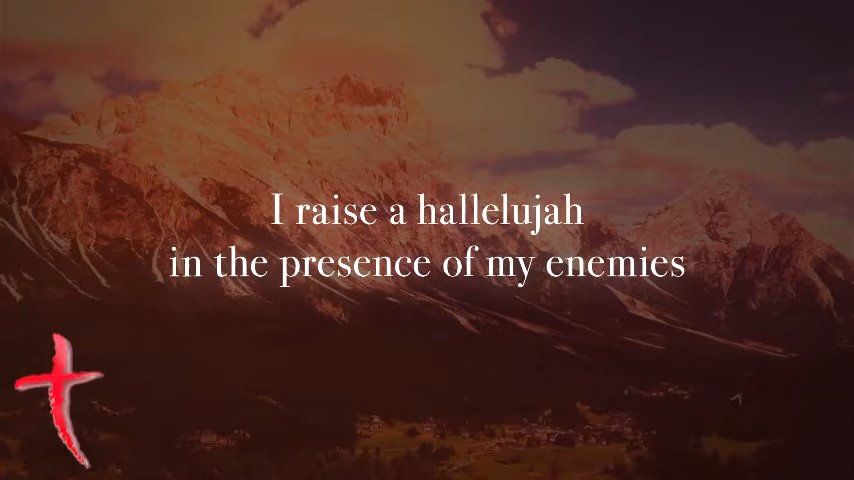 I raise a hallelujah
in the presence of my enemies